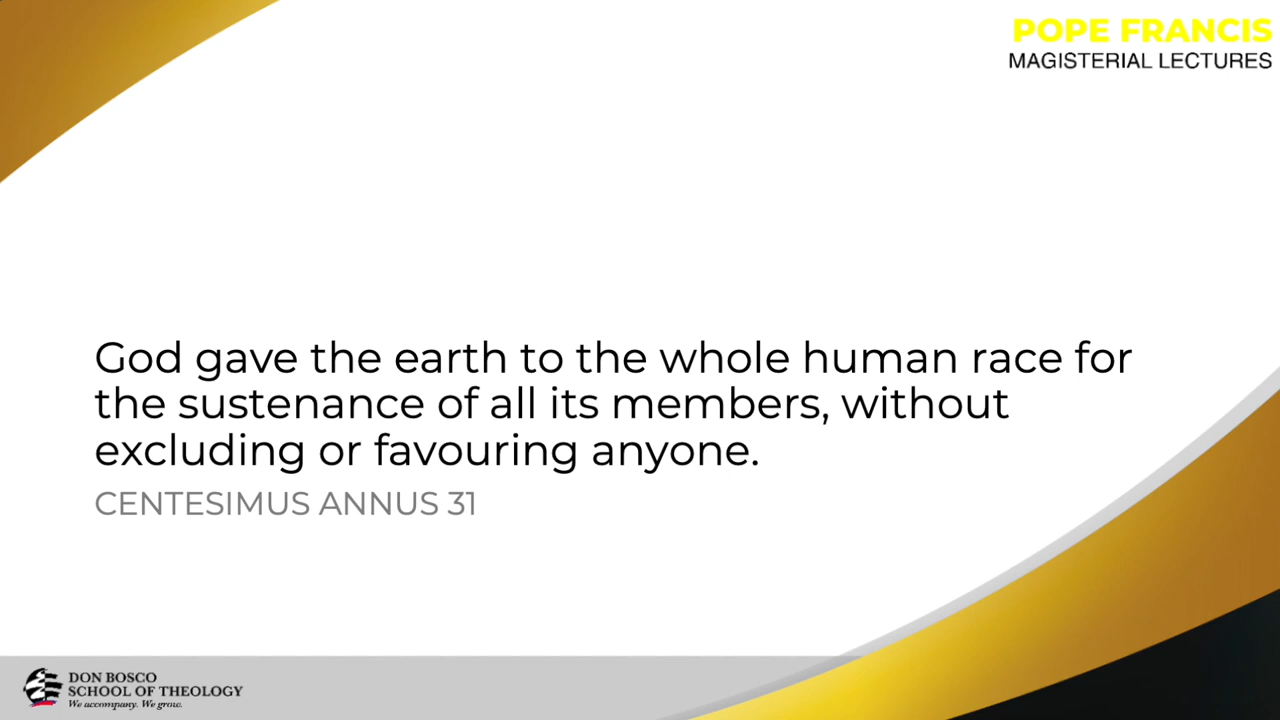 POPE FRANCIS
MAGISTERIAL LECTURES
God gave the earth to the whole human race for
the sustenance of all its members, without
excluding or favouring anyone.
CENTESIMUS ANNUS 31
DON BOSCO
SCHOOL OF THEOLOGY
We accompany. We grow.